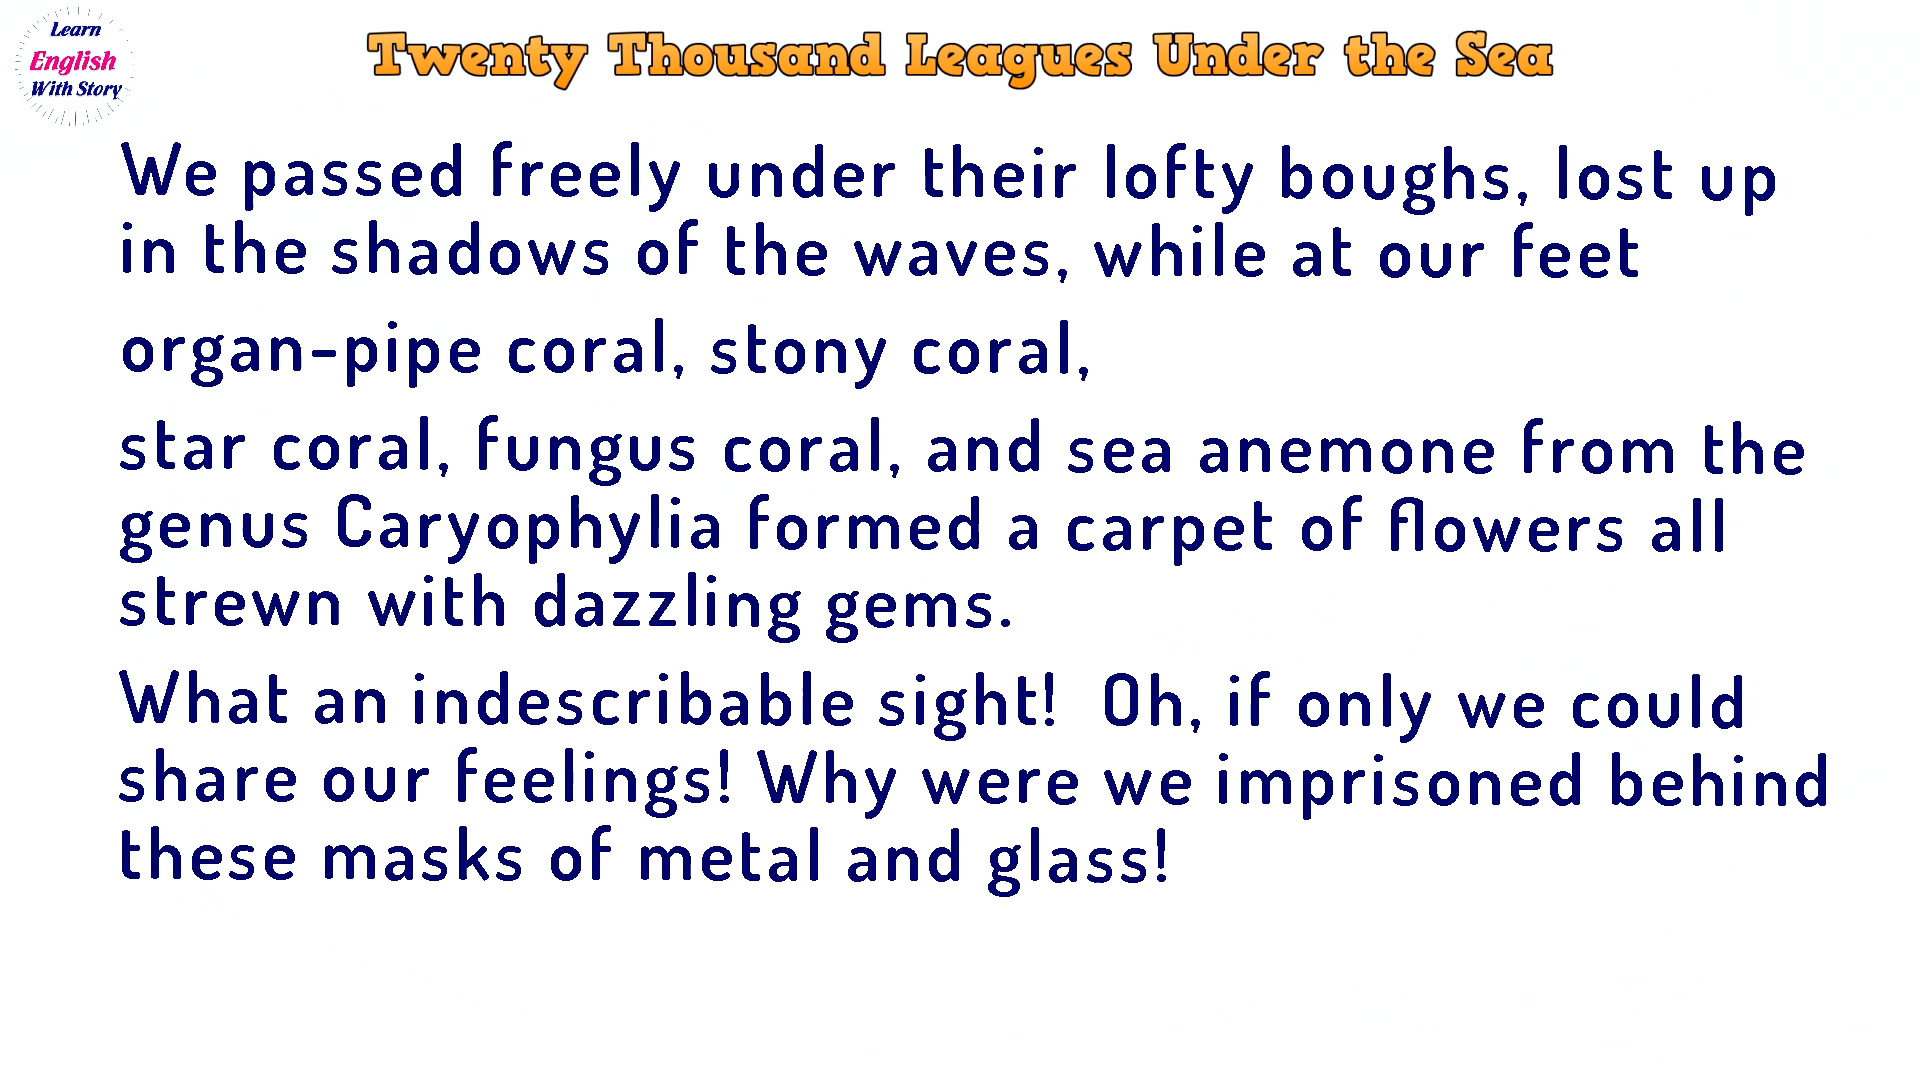 Learn
English
With Story
Twenty Thousand Leagues Under the Sea
We passed freely under their lofty boughs, lost up
in the shadows of the waves, while at our feet
organ-pipe coral, stony coral,
star coral, fungus coral, and sea anemone from the
genus Caryophylia formed a carpet of flowers all
strewn with dazzling gems.
What an indescribable sight!  Oh, if only we could
share our feelings! Why were we imprisoned behind
these masks of metal and glass!